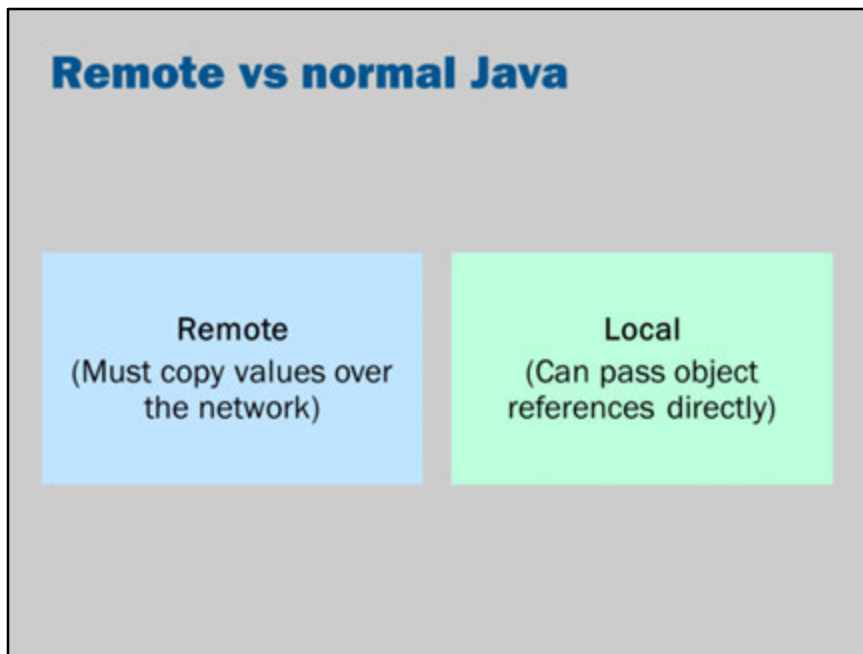 Remote vs normal Java
Remote
(Must copy values over
the network)
Local
(Can pass object
references directly)